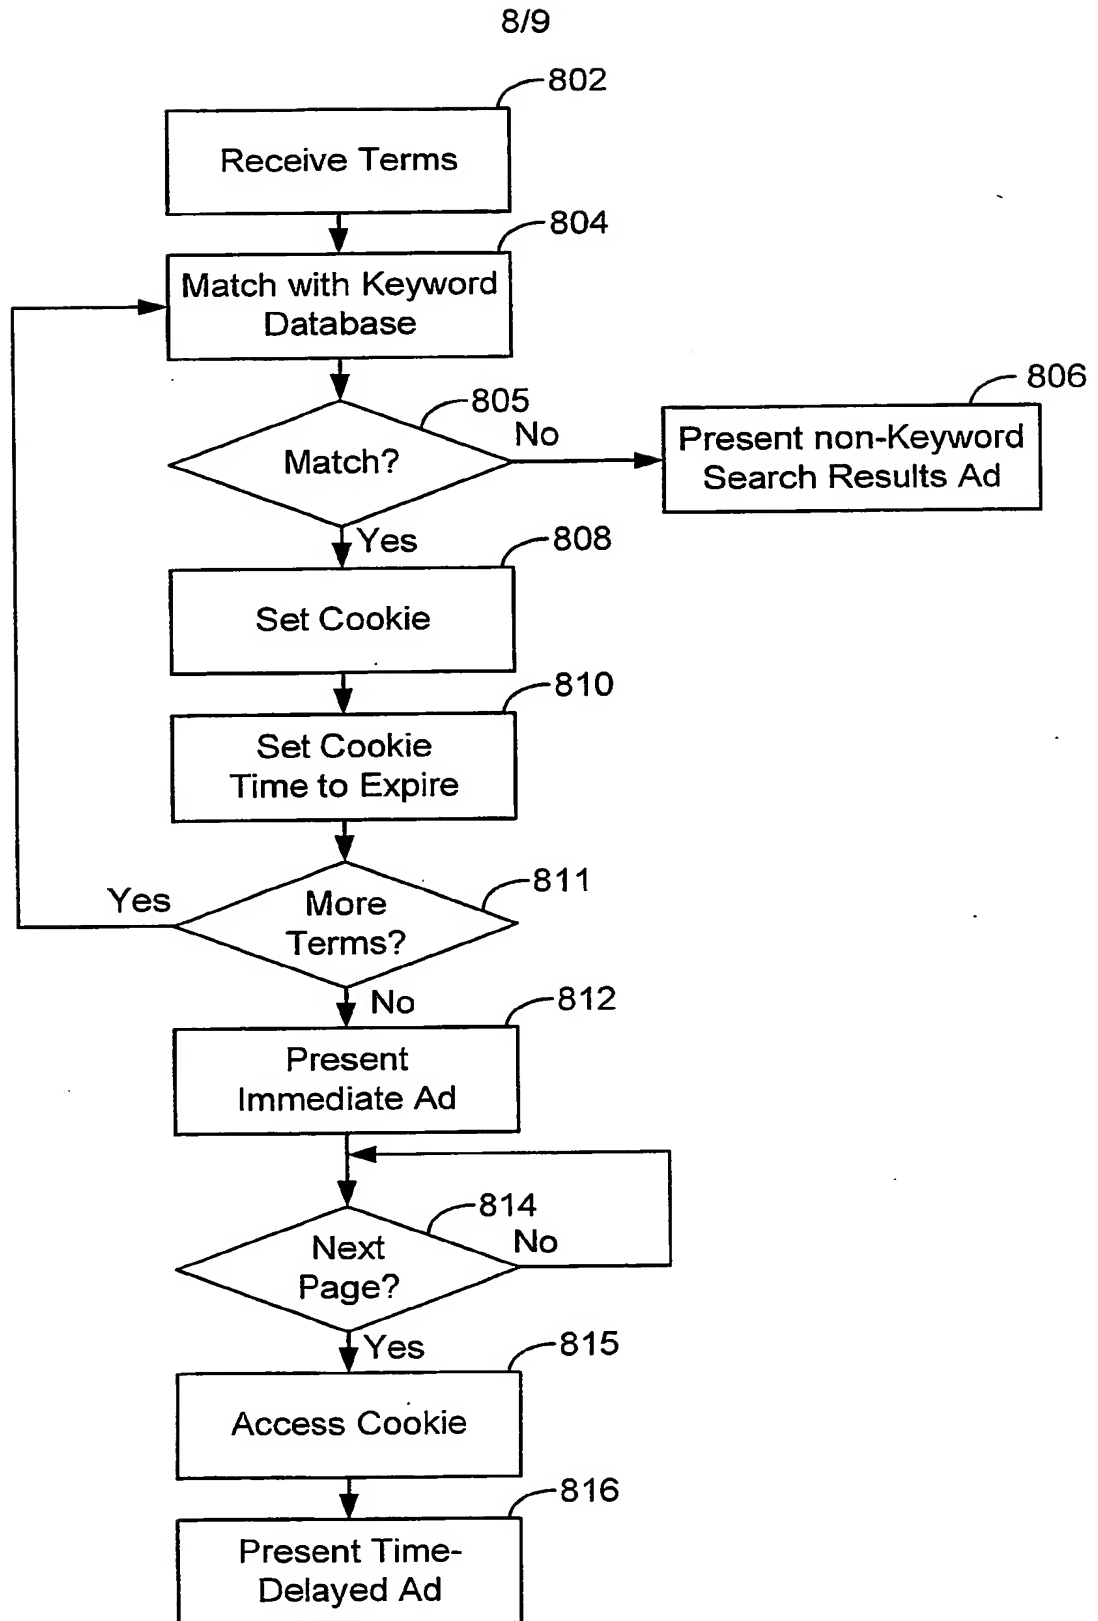 8/9
802
Receive Terms
804
Match with Keyword
Database
805
Match?
No
806
Present non-Keyword
Search Results Ad
Yes
808
Set Cookie
810
Set Cookie
Time to Expire
811
Yes
More
Terms?
No
812
Present
Immediate Ad
814
No
Next
Page?
Yes
815
Access Cookie
816
Present Time-
Delayed Ad